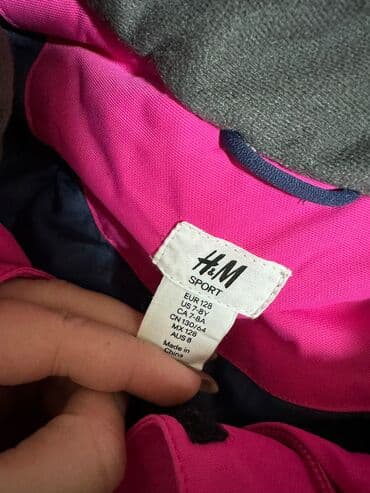 H&M
SPORT
EUR 128
US 7-8Y
CA 7-8A
CN 130/64
MX 128
AUS 8
Made in
China